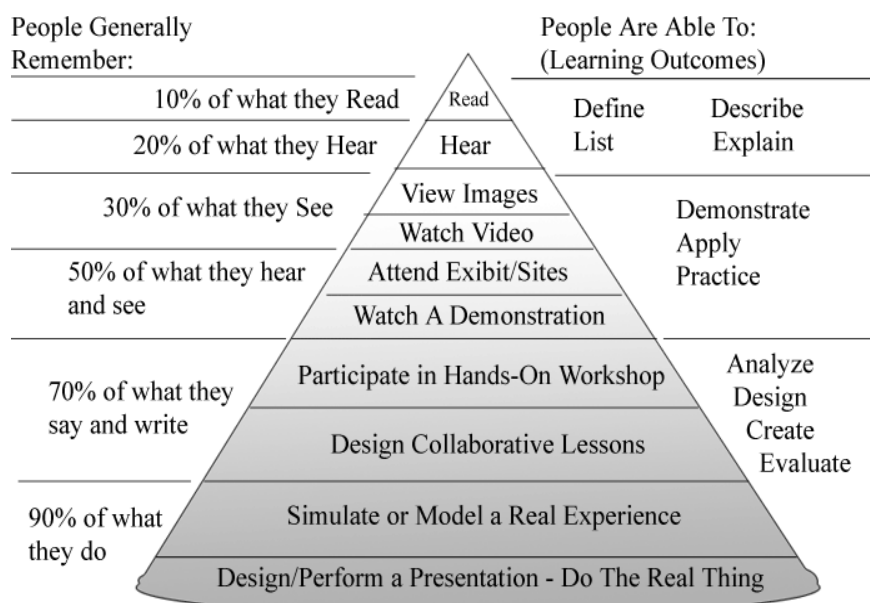 People Generally
Remember:
People Are Able To:
(Learning Outcomes)
10% of what they Read
Read
Define
Describe
List
Explain
20% of what they Hear
Hear
30% of what they See
View Images
Watch Video
Demonstrate
Apply
Practice
50% of what they hear
and see
Attend Exibit/Sites
Watch A Demonstration
70% of what they
say and write
Participate in Hands-On Workshop
Design Collaborative Lessons
Analyze
Design
Create
Evaluate
90% of what
they do
Simulate or Model a Real Experience
Design/Perform a Presentation - Do The Real Thing